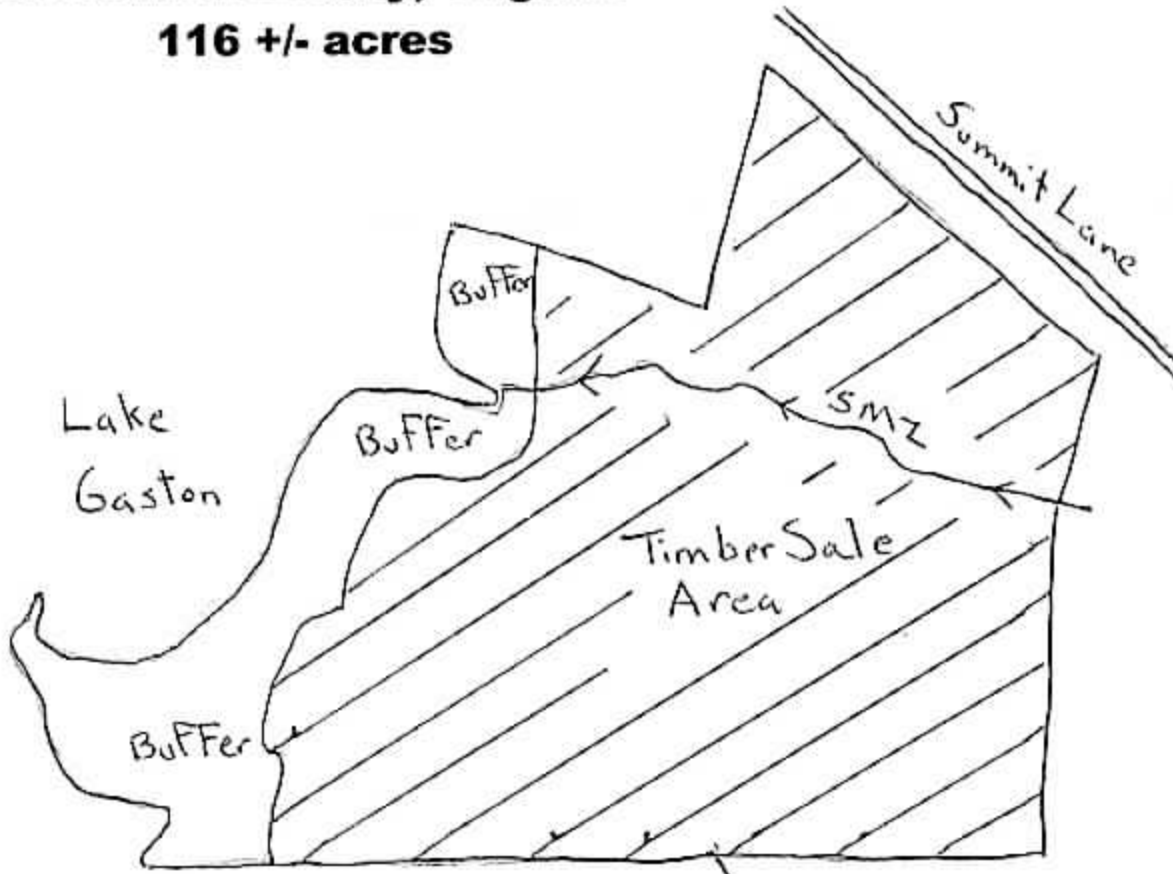 116 +/- acres
Summit Lane
Buffer
Lake
Gaston
Buffer
SMZ
Timber Sale
Area
Buffer